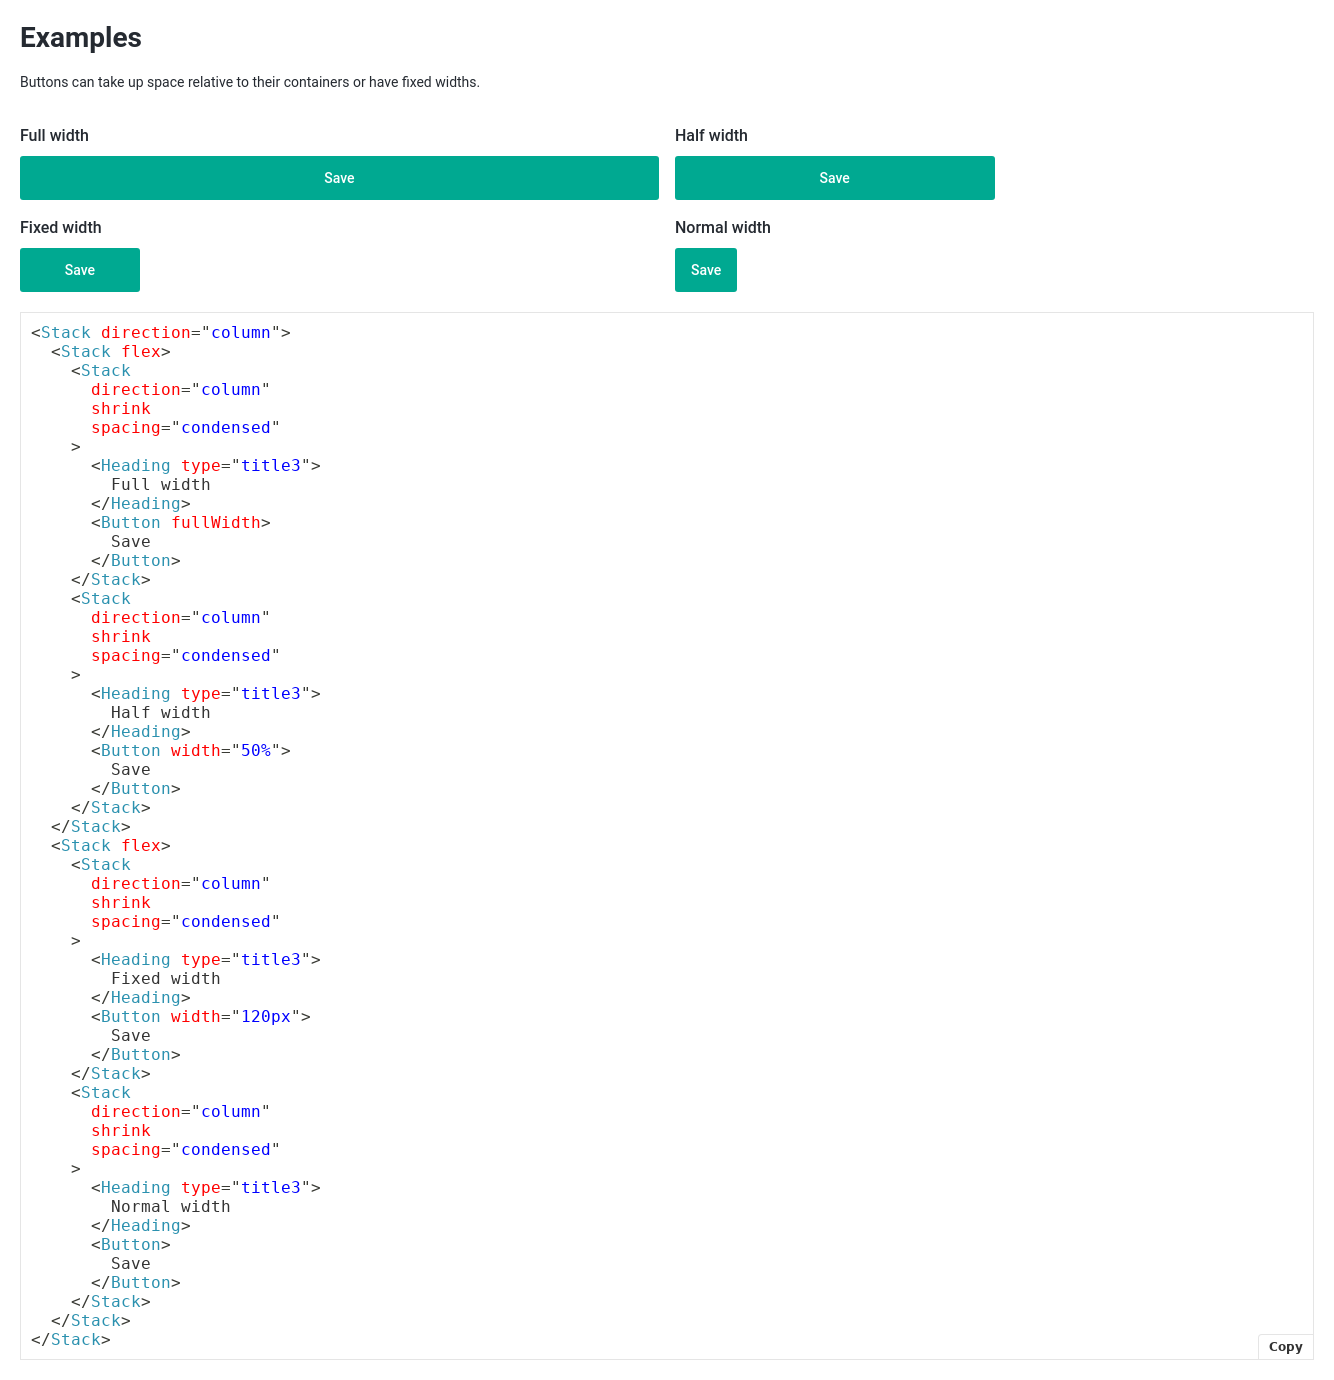 Examples
Buttons can take up space relative to their containers or have fixed widths.
Full width
Half width
Save
Save
Fixed width
Normal width
Save
Save
<Stack direction="column">
  <Stack flex>
    <Stack
      direction="column"
      shrink
      spacing="condensed"
    >
      <Heading type="title3">
        Full width
      </Heading>
      <Button fullWidth>
        Save
      </Button>
    </Stack>
    <Stack
      direction="column"
      shrink
      spacing="condensed"
    >
      <Heading type="title3">
        Half width
      </Heading>
      <Button width="50%">
        Save
      </Button>
    </Stack>
  </Stack>
  <Stack flex>
    <Stack
      direction="column"
      shrink
      spacing="condensed"
    >
      <Heading type="title3">
        Fixed width
      </Heading>
      <Button width="120px">
        Save
      </Button>
    </Stack>
    <Stack
      direction="column"
      shrink
      spacing="condensed"
    >
      <Heading type="title3">
        Normal width
      </Heading>
      <Button>
        Save
      </Button>
    </Stack>
  </Stack>
</Stack>
Copy